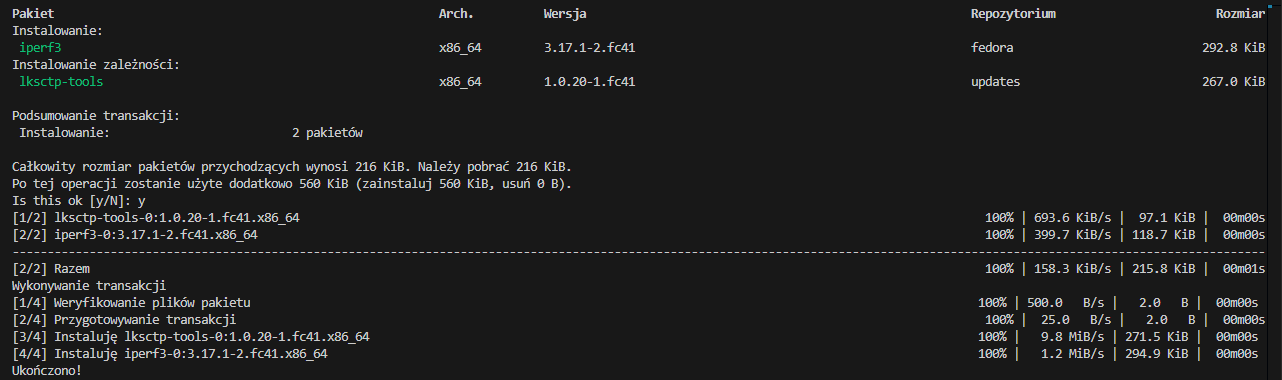 Pakiet Arch. Wersja Repozytorium Rozmiar
Instalowanie:
iperf3 x86_64 3.17.1-2.fc41 fedora 292.8 KiB
Instalowanie zależności:
lksctp-tools x86_64 1.0.20-1.fc41 updates 267.0 KiB
Podsumowanie transakcji:
Instalowanie: 2 pakietów
Całkowity rozmiar pakietów przychodzących wynosi 216 KiB. Należy pobrać 216 KiB.
Po tej operacji zostanie użyte dodatkowo 560 KiB (zainstaluj 560 KiB, usuń 0 B).
Is this ok [y/N]: y
[1/2] lksctp-tools-0:1.0.20-1.fc41.x86_64 100% | 693.6 KiB/s | 97.1 KiB | 00m00s
[2/2] iperf3-0:3.17.1-2.fc41.x86_64 100% | 399.7 KiB/s | 118.7 KiB | 00m00s
[2/2] Razem 100% | 158.3 KiB/s | 215.8 KiB | 00m01s
Wykonywanie transakcji
[1/4] Weryfikowanie plików pakietu 100% | 500.0 B/s | 2.0 B | 00m00s
[2/4] Przygotowywanie transakcji 100% | 25.0 B/s | 2.0 B | 00m00s
[3/4] Instaluję lksctp-tools-0:1.0.20-1.fc41.x86_64 100% | 9.8 MiB/s | 271.5 KiB | 00m00s
[4/4] Instaluję iperf3-0:3.17.1-2.fc41.x86_64 100% | 1.2 MiB/s | 294.9 KiB | 00m00s
Ukończono!